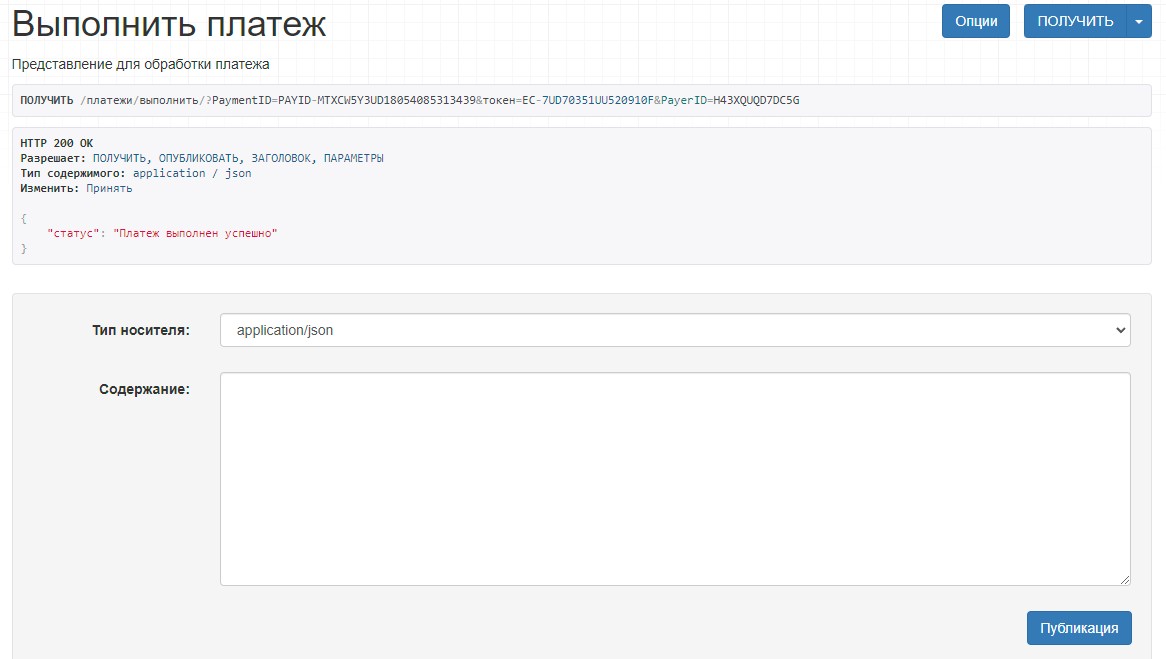 Выполнить платеж
Опции
ПОЛУЧИТЬ
Представление для обработки платежа
ПОЛУЧИТЬ /платежи/выполнить/?PaymentID=PAYID-MTXCW5Y3UD18054085313439&токен=EC-7UD70351UU520910F&PayerID=H43XQUQD7DC5G
HTTP 200 OK
Разрешает: ПОЛУЧИТЬ, ОПУБЛИКОВАТЬ, ЗАГОЛОВОК, ПАРАМЕТРЫ
Тип содержимого: application / json
Изменить: Принять
{
"статус": "Платеж выполнен успешно"
}
Тип носителя:
application/json
Содержание:
Публикация